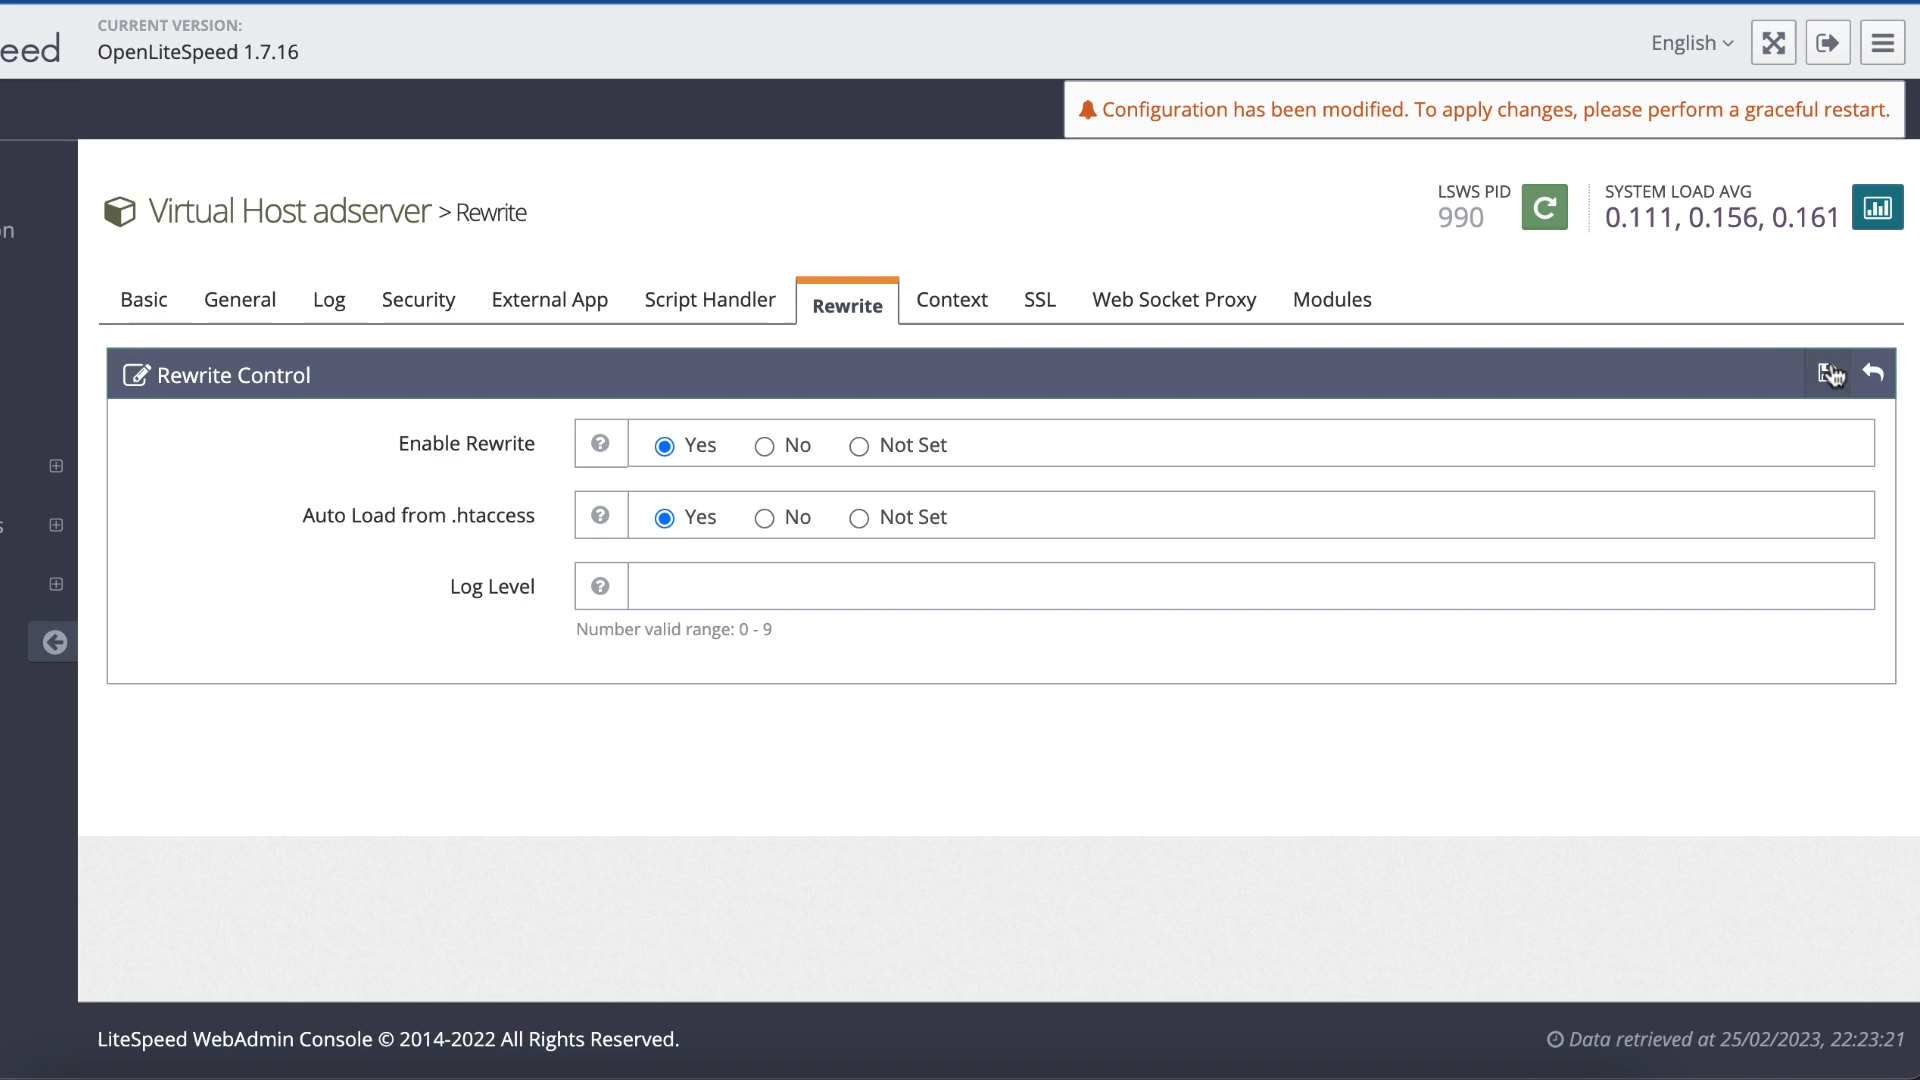 eed
CURRENT VERSION:
OpenLiteSpeed 1.7.16
English
Configuration has been modified. To apply changes, please perform a graceful restart.
on
s
Virtual Host adserver > Rewrite
LSWS PID
990
SYSTEM LOAD AVG
0.111, 0.156, 0.161
Basic General Log Security External App Script Handler Rewrite Context SSL Web Socket Proxy Modules
Rewrite Control
Enable Rewrite Yes No Not Set
Auto Load from .htaccess Yes No Not Set
Log Level
Number valid range: 0 - 9
LiteSpeed WebAdmin Console © 2014-2022 All Rights Reserved.
Data retrieved at 25/02/2023, 22:23:21